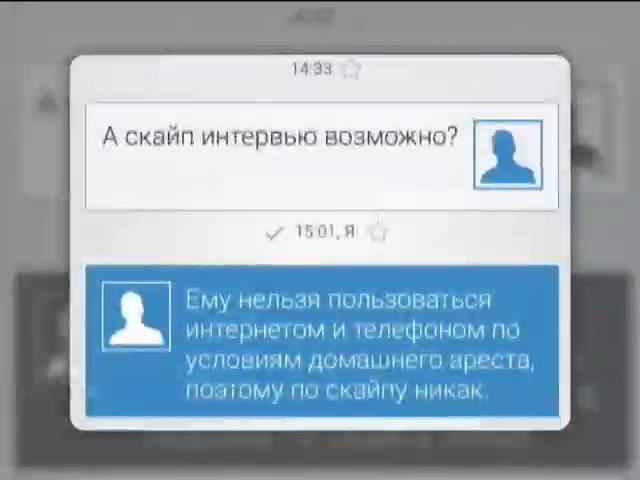 14:33
А скайп интервью возможно?
15:01, Я
Ему нельзя пользоваться
интернетом и телефоном по
условиям домашнего ареста,
поэтому по скайпу никак.